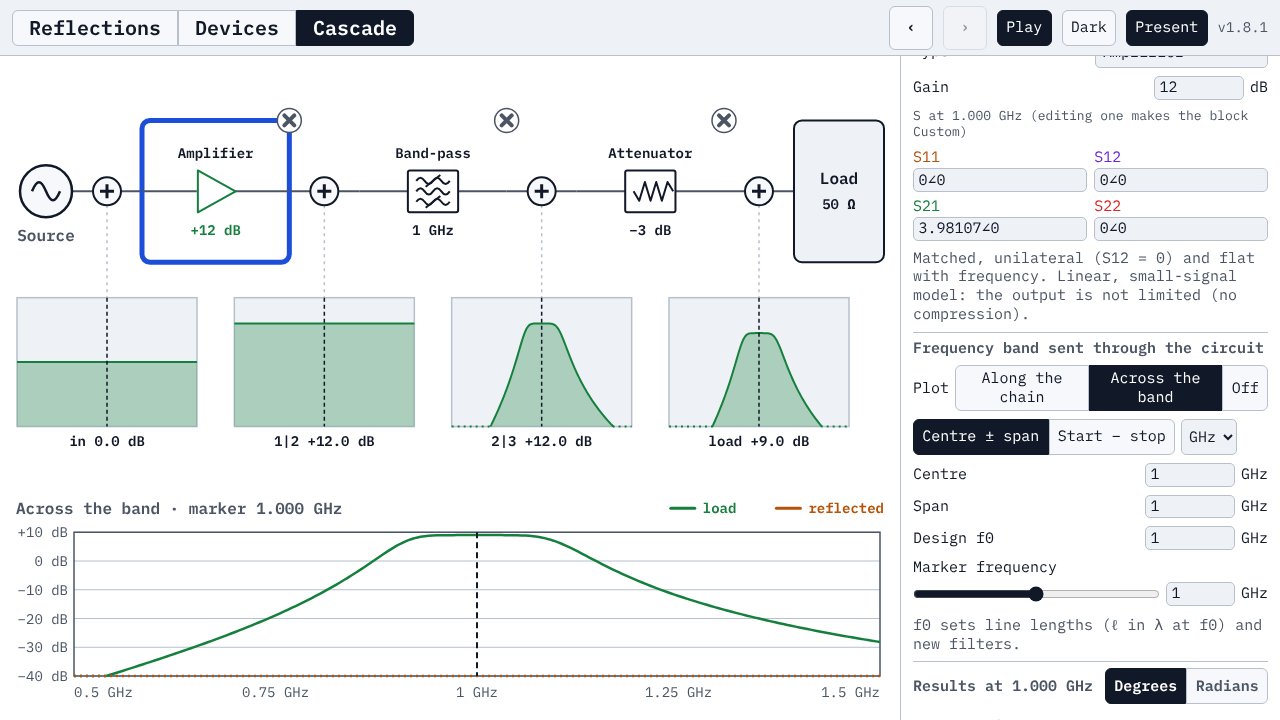 Reflections Devices Cascade ‹ › Play Dark Present v1.8.1
Gain 12 dB
S at 1.000 GHz (editing one makes the block
Custom)
S11 S12
0∠0 0∠0
S21 S22
3.98107∠0 0∠0
Matched, unilateral (S12 = 0) and flat
with frequency. Linear, small-signal
model: the output is not limited (no
compression).
Amplifier Band-pass Attenuator
Load
50 Ω
+12 dB 1 GHz −3 dB
Source
in 0.0 dB 1|2 +12.0 dB 2|3 +12.0 dB load +9.0 dB
Across the band · marker 1.000 GHz load reflected
+10 dB
0 dB
−10 dB
−20 dB
−30 dB
−40 dB
0.5 GHz 0.75 GHz 1 GHz 1.25 GHz 1.5 GHz
Frequency band sent through the circuit
Plot Along the chain Across the band Off
Centre ± span Start − stop GHz
Centre 1 GHz
Span 1 GHz
Design f0 1 GHz
Marker frequency
1 GHz
f0 sets line lengths (ℓ in λ at f0) and
new filters.
Results at 1.000 GHz Degrees Radians